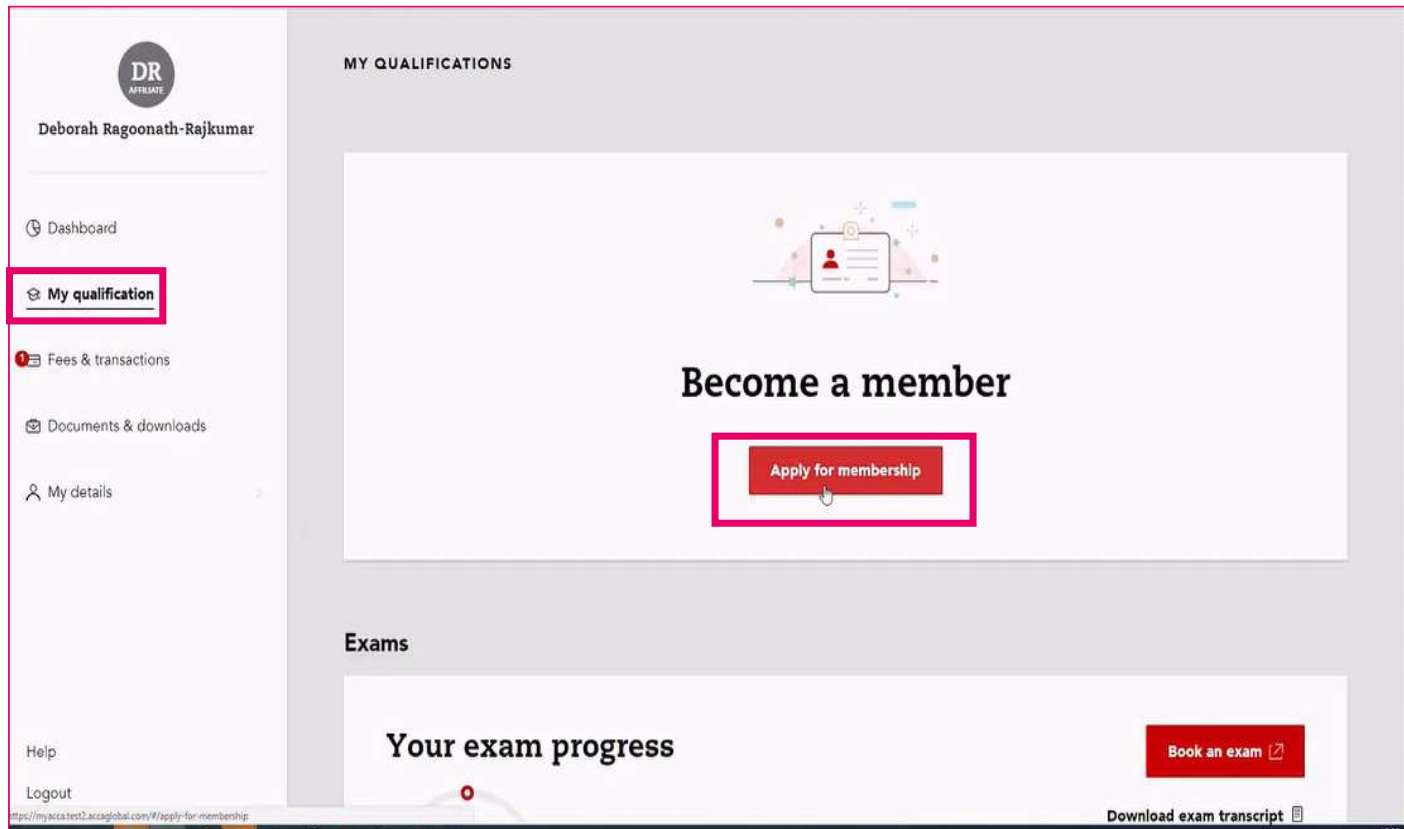 DR
AFFILIATE
Deborah Ragoonath-Rajkumar
Dashboard
My qualification
1
Fees & transactions
Documents & downloads
My details
Help
Logout
https://myacca.test2.accaglobal.com/#/apply-for-membership
MY QUALIFICATIONS
Become a member
Apply for membership
Exams
Your exam progress
Book an exam
Download exam transcript